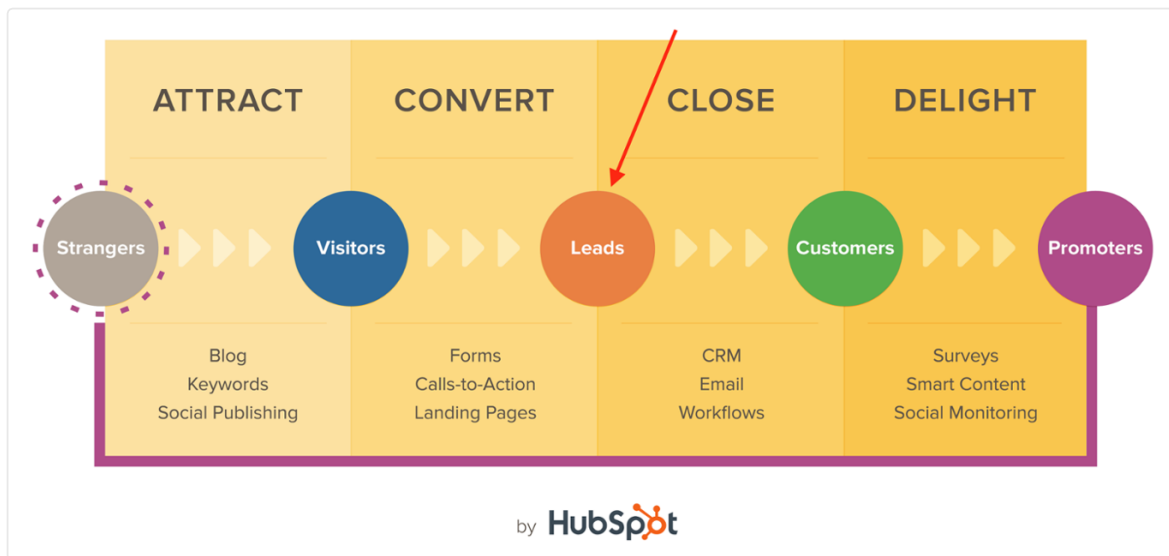 ATTRACT
CONVERT
CLOSE
DELIGHT
Strangers
Visitors
Leads
Customers
Promoters
Blog
Keywords
Social Publishing
Forms
Calls-to-Action
Landing Pages
CRM
Email
Workflows
Surveys
Smart Content
Social Monitoring
by HubSpot